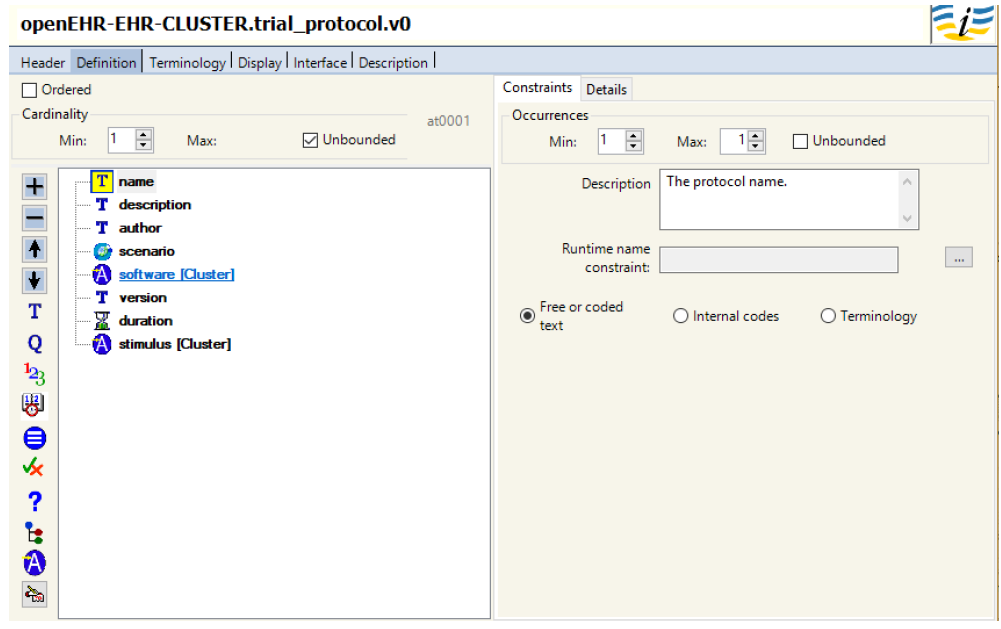 openEHR-EHR-CLUSTER.trial_protocol.v0
Header Definition Terminology Display Interface Description
Ordered
Cardinality
at0001
Min: 1 Max: Unbounded
name
description
author
scenario
software [Cluster]
version
duration
stimulus [Cluster]
Constraints Details
Occurrences
Min: 1 Max: 1 Unbounded
Description The protocol name.
Runtime name
constraint:
...
Free or coded
text
Internal codes
Terminology